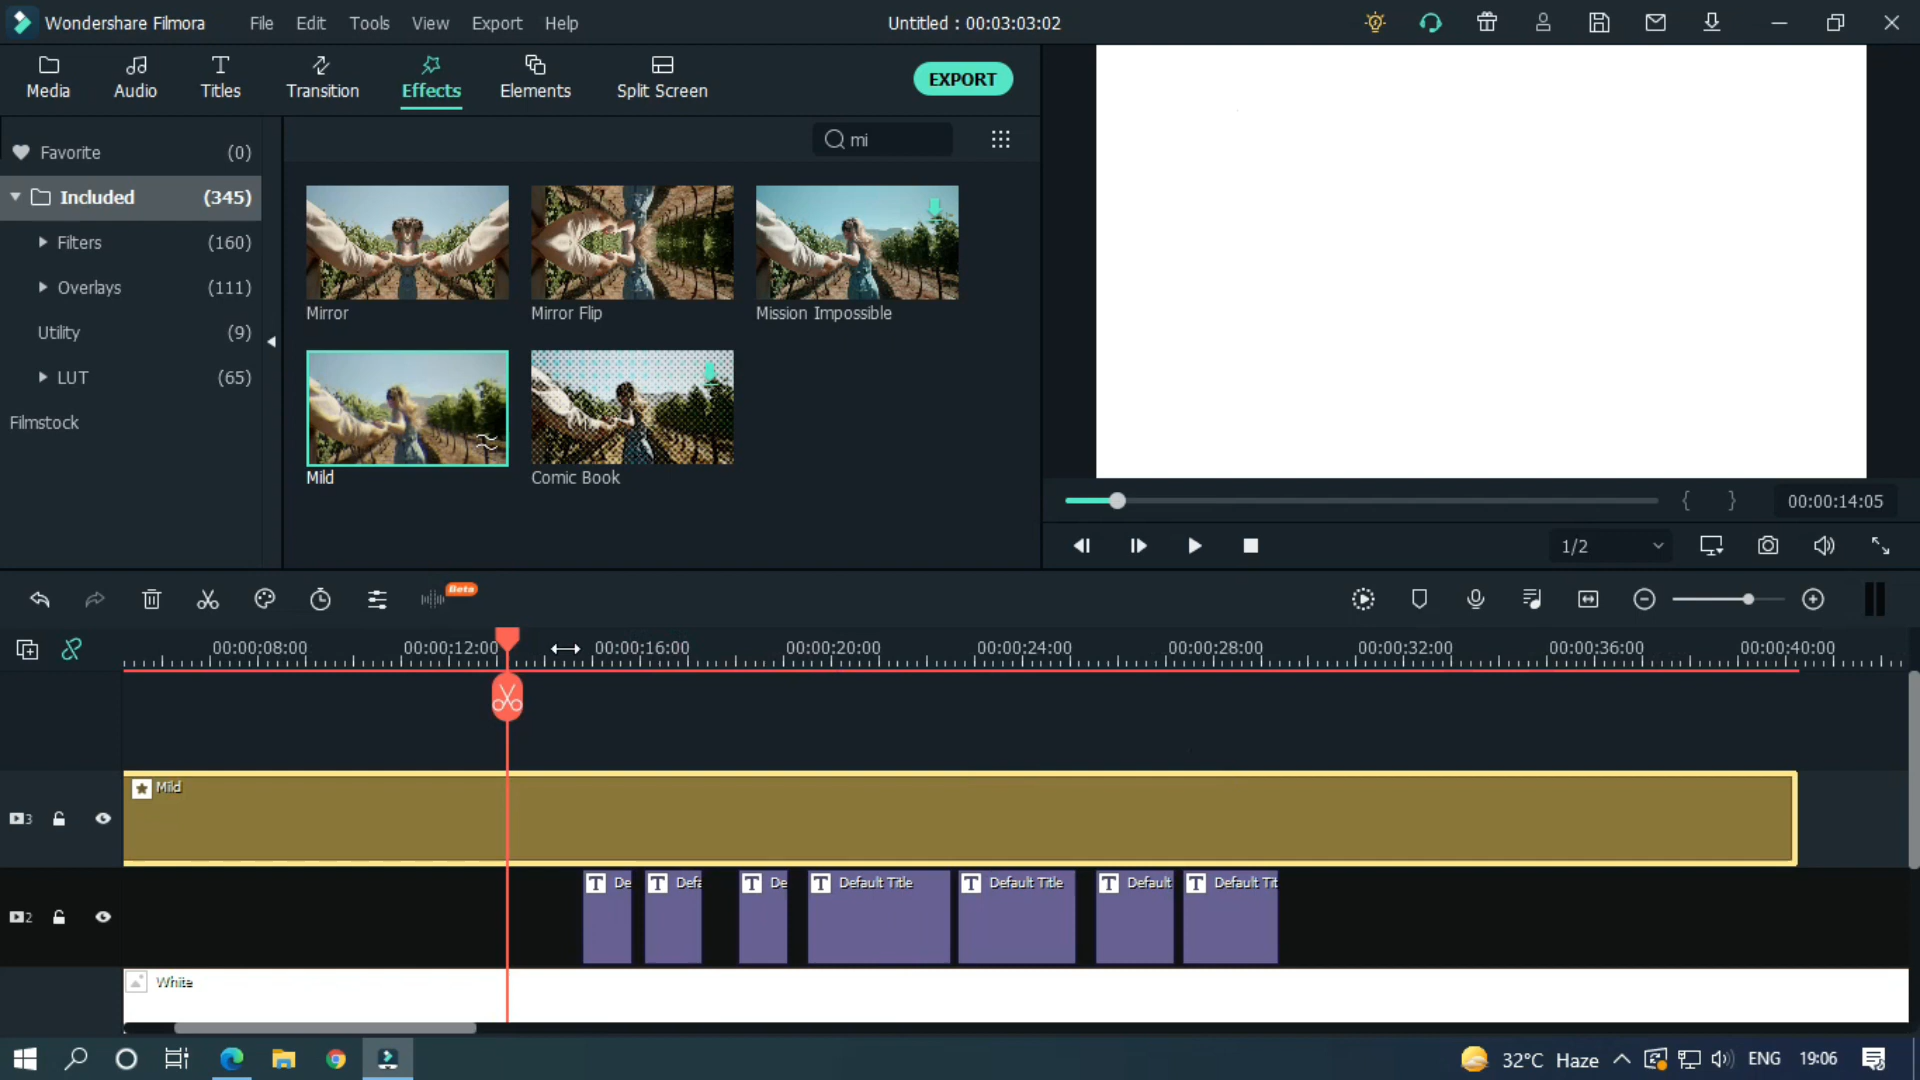 Wondershare Filmora File Edit Tools View Export Help Untitled : 00:03:03:02
Media Audio Titles Transition Effects Elements Split Screen EXPORT
Favorite (0)
mi
Included (345)
Filters (160)
Overlays (111)
Utility (9)
LUT (65)
Filmstock
Mirror Mirror Flip Mission Impossible
Mild Comic Book
{ } 00:00:14:05
1/2
Beta
00:00:08:00 00:00:12:00 00:00:16:00 00:00:20:00 00:00:24:00 00:00:28:00 00:00:32:00 00:00:36:00 00:00:40:00
Mild
3
T De T Defa T De T Default Title T Default Title T Default T Default Tit
2
White
32°C Haze ENG 19:06